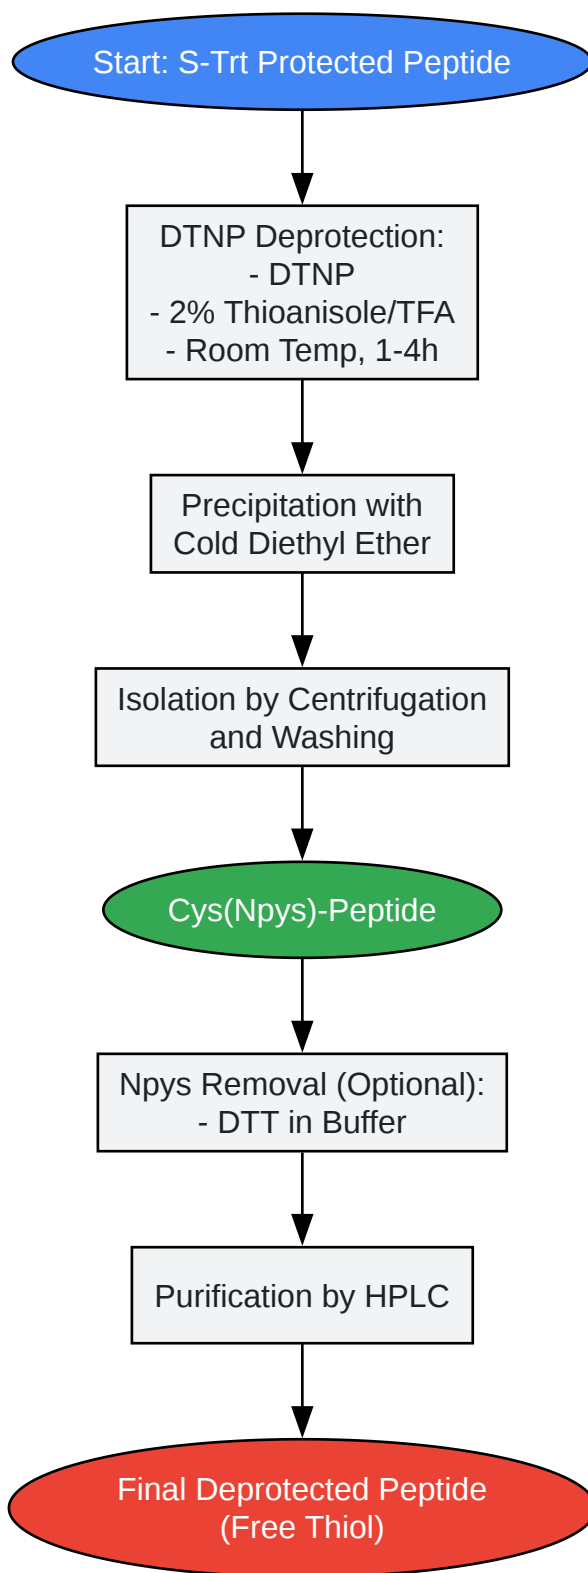 Start: S-Trt Protected Peptide
DTNP Deprotection:
- DTNP
- 2% Thioanisole/TFA
- Room Temp, 1-4h
Precipitation with
Cold Diethyl Ether
Isolation by Centrifugation
and Washing
Cys(Npys)-Peptide
Npys Removal (Optional):
- DTT in Buffer
Purification by HPLC
Final Deprotected Peptide
(Free Thiol)